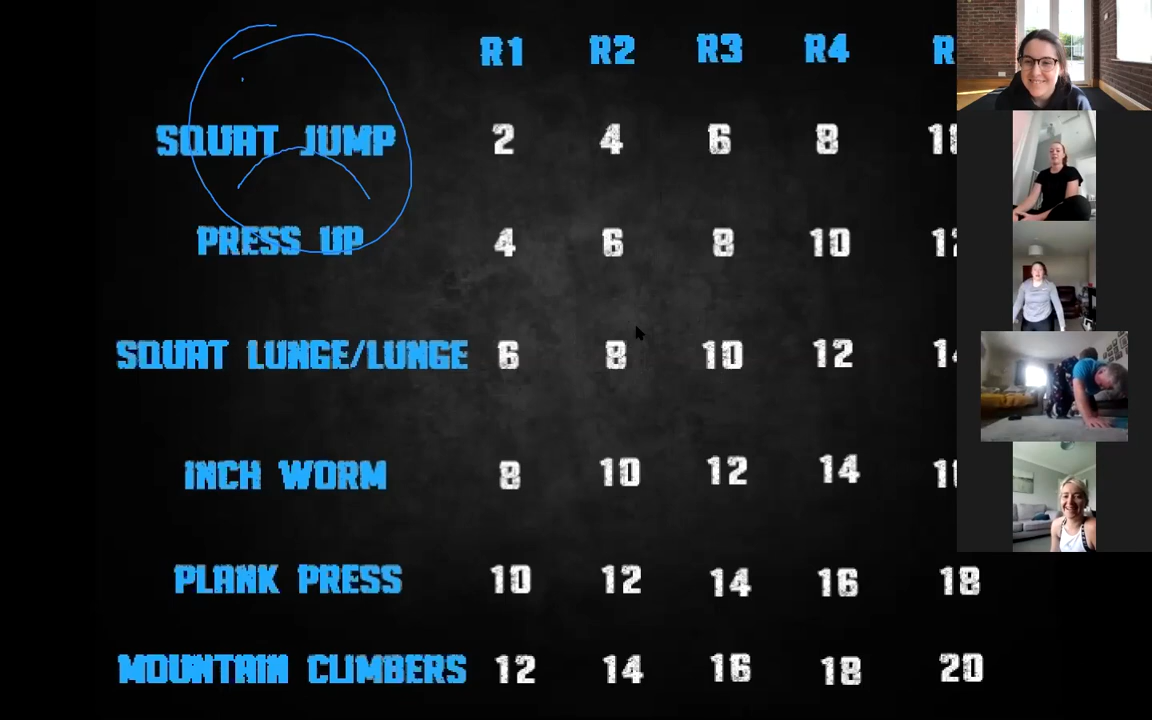 R1 R2 R3 R4 R
SQUAT JUMP 2 4 6 8
PRESS UP 4 6 8 10
SQUAT LUNGE/LUNGE 6 8 10 12
INCH WORM 8 10 12 14
PLANK PRESS 10 12 14 16 18
MOUNTAIN CLIMBERS 12 14 16 18 20